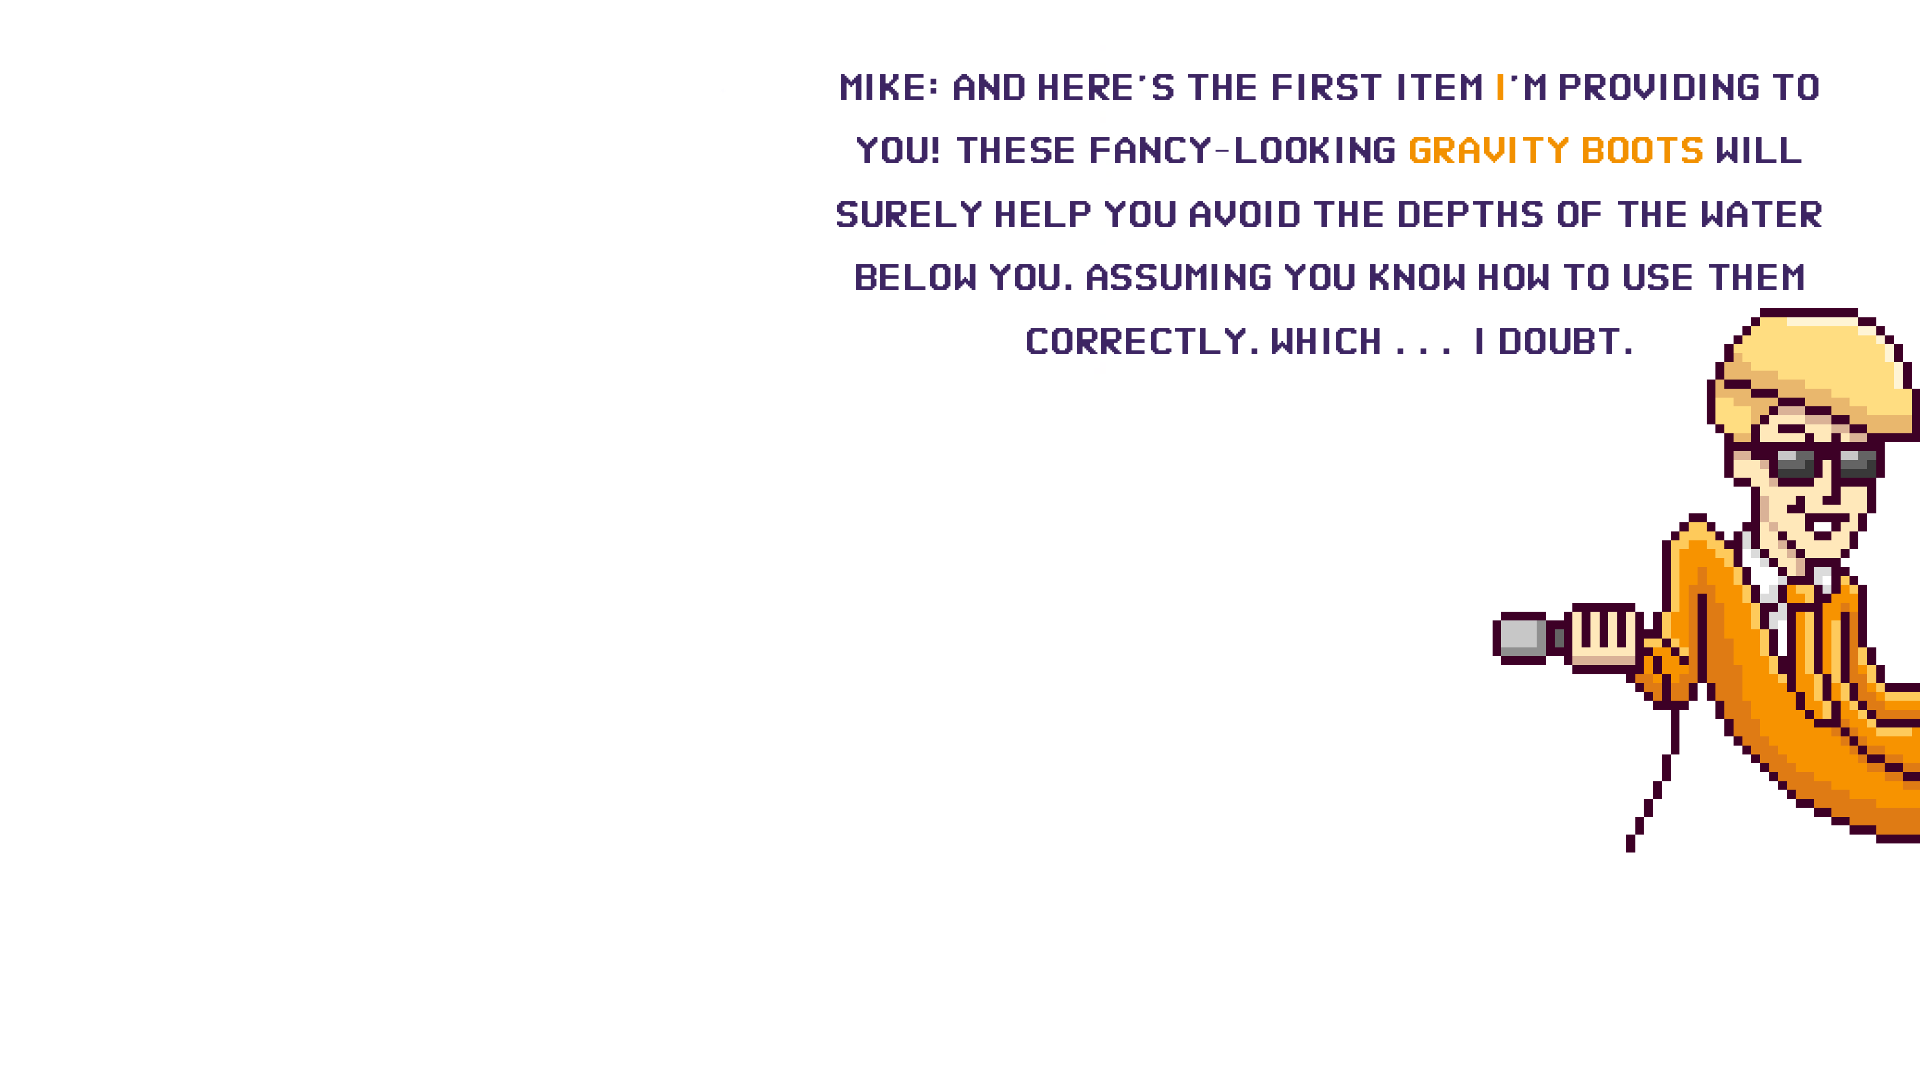 MIKE: AND HERE'S THE FIRST ITEM I'M PROVIDING TO
YOU! THESE FANCY-LOOKING GRAVITY BOOTS WILL
SURELY HELP YOU AVOID THE DEPTHS OF THE WATER
BELOW YOU. ASSUMING YOU KNOW HOW TO USE THEM
CORRECTLY. WHICH ... I DOUBT.